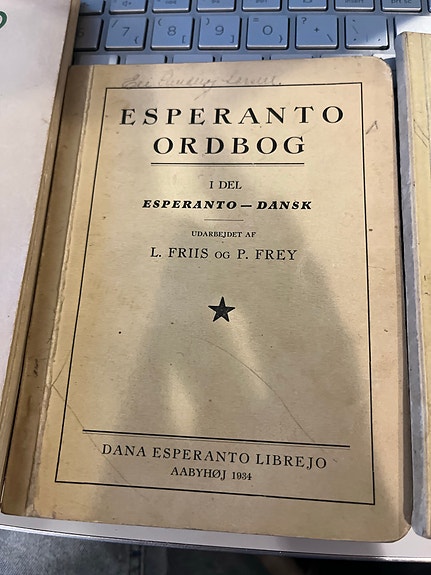 ESPERANTO
ORDBOG
I DEL
ESPERANTO — DANSK
UDARBEJDET AF
L. FRIIS OG P. FREY
DANA ESPERANTO LIBREJO
AABYHØJ 1934